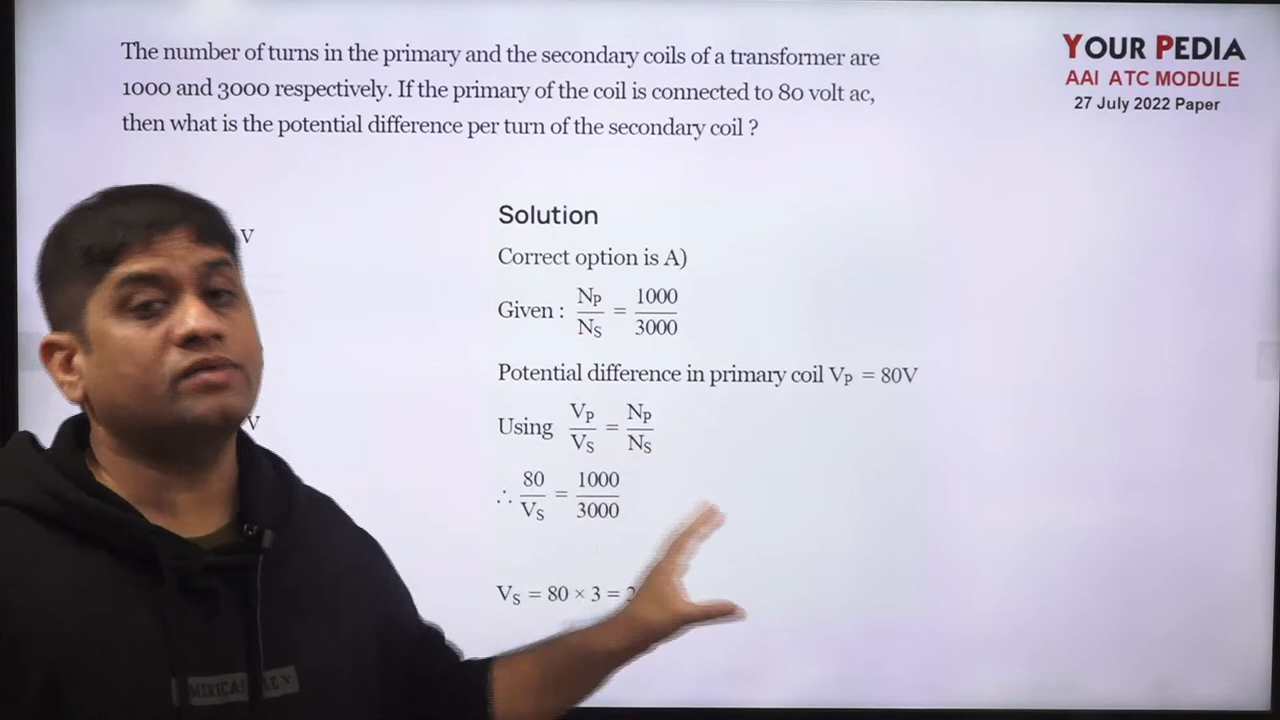 The number of turns in the primary and the secondary coils of a transformer are
1000 and 3000 respectively. If the primary of the coil is connected to 80 volt ac,
then what is the potential difference per turn of the secondary coil ?
YOUR PEDIA
AAI ATC MODULE
27 July 2022 Paper
V
V
Solution
Correct option is A)
Given : Np/Ns = 1000/3000
Potential difference in primary coil Vp = 80V
Using Vp/Vs = Np/Ns
∴ 80/Vs = 1000/3000
Vs = 80 × 3 =